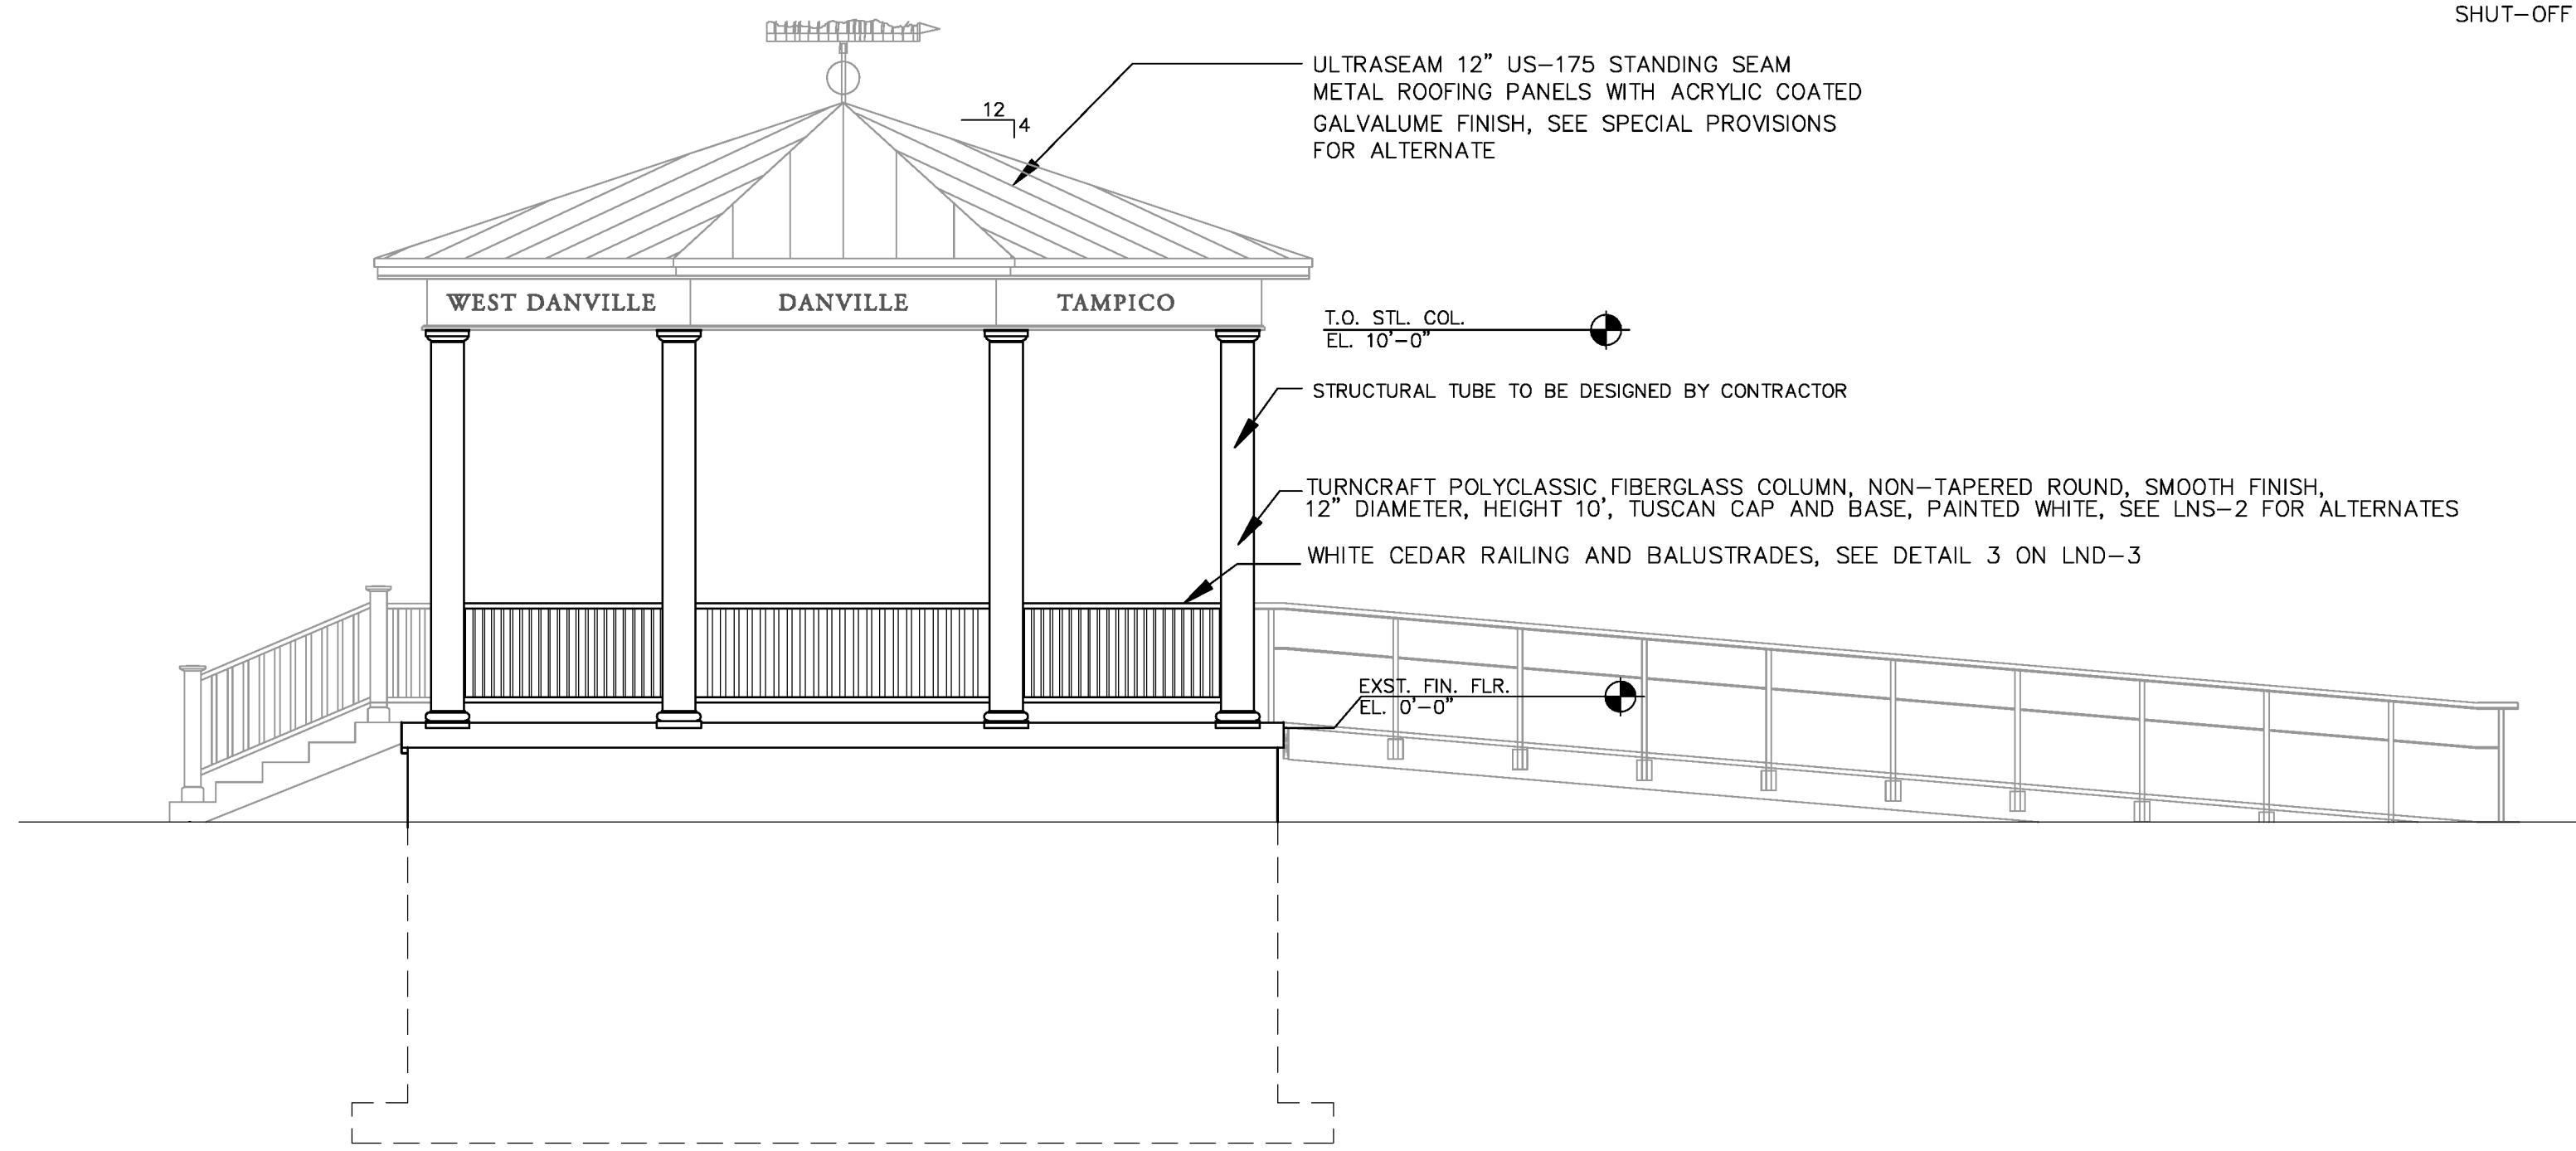 SHUT-OFF
ULTRASEAM 12" US-175 STANDING SEAM
METAL ROOFING PANELS WITH ACRYLIC COATED
GALVALUME FINISH, SEE SPECIAL PROVISIONS
FOR ALTERNATE
12
4
WEST DANVILLE
DANVILLE
TAMPICO
T.O. STL. COL.
EL. 10'-0"
STRUCTURAL TUBE TO BE DESIGNED BY CONTRACTOR
TURNCRAFT POLYCLASSIC FIBERGLASS COLUMN, NON-TAPERED ROUND, SMOOTH FINISH,
12" DIAMETER, HEIGHT 10', TUSCAN CAP AND BASE, PAINTED WHITE, SEE LNS-2 FOR ALTERNATES
WHITE CEDAR RAILING AND BALUSTRADES, SEE DETAIL 3 ON LND-3
EXST. FIN. FLR.
EL. 0'-0"